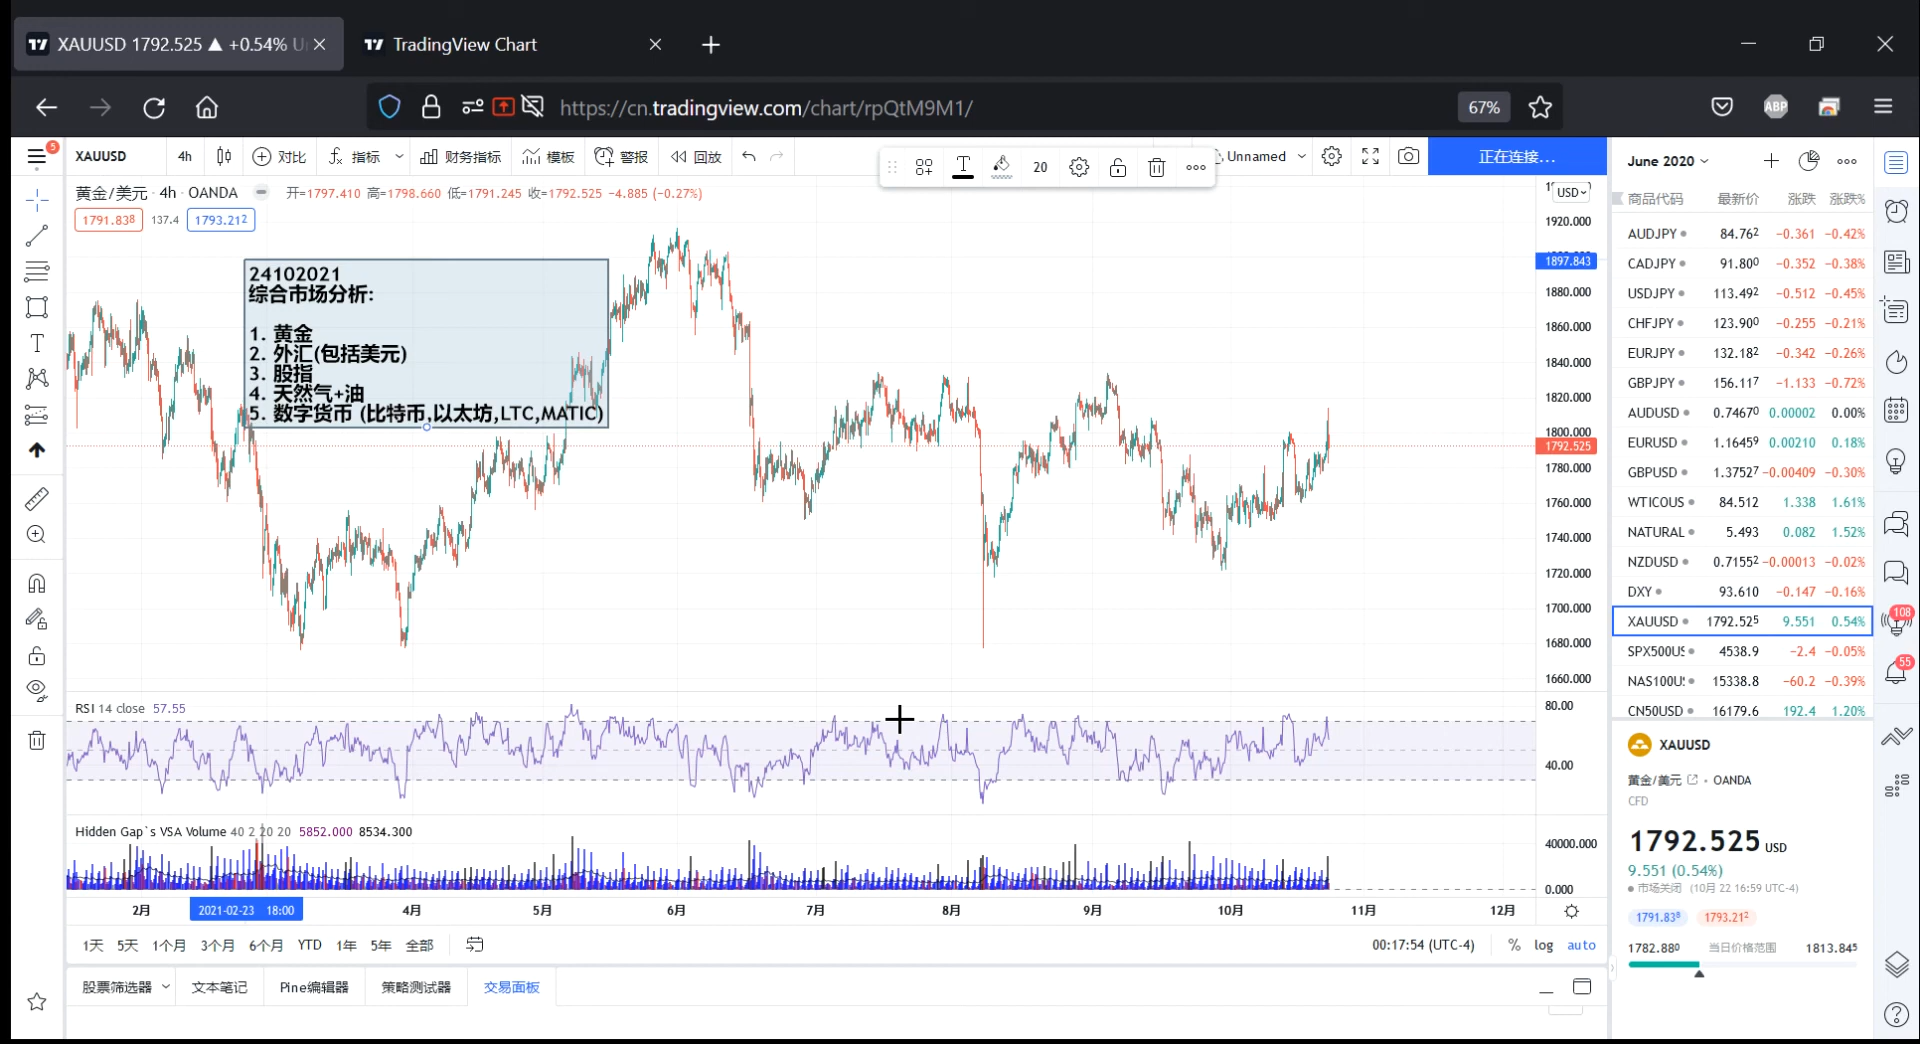 XAUUSD 1792.525 ▲ +0.54% U
TradingView Chart
https://cn.tradingview.com/chart/rpQtM9M1/
67%
ABP
5
XAUUSD
4h
对比
指标
财务指标
模板
警报
回放
20
Unnamed
正在连接...
黄金/美元 · 4h · OANDA
开=1797.410 高=1798.660 低=1791.245 收=1792.525 −4.885 (−0.27%)
1791.838
137.4
1793.212
24102021
综合市场分析:
1. 黄金
2. 外汇(包括美元)
3. 股指
4. 天然气+油
5. 数字货币 (比特币,以太坊,LTC,MATIC)
USD
1920.000
1897.843
1880.000
1860.000
1840.000
1820.000
1800.000
1792.525
1780.000
1760.000
1740.000
1720.000
1700.000
1680.000
1660.000
RSI 14 close 57.55
80.00
40.00
Hidden Gap`s VSA Volume 40 2 20 20 5852.000 8534.300
40000.000
0.000
2月
2021-02-23 18:00
4月
5月
6月
7月
8月
9月
10月
11月
12月
1天 5天 1个月 3个月 6个月 YTD 1年 5年 全部
00:17:54 (UTC-4)
% log auto
股票筛选器
文本笔记
Pine编辑器
策略测试器
交易面板
June 2020
商品代码 最新价 涨跌 涨跌%
AUDJPY 84.762 −0.361 −0.42%
CADJPY 91.800 −0.352 −0.38%
USDJPY 113.492 −0.512 −0.45%
CHFJPY 123.900 −0.255 −0.21%
EURJPY 132.182 −0.342 −0.26%
GBPJPY 156.117 −1.133 −0.72%
AUDUSD 0.74670 0.00002 0.00%
EURUSD 1.16459 0.00210 0.18%
GBPUSD 1.37527 −0.00409 −0.30%
WTICOUS 84.512 1.338 1.61%
NATURAL 5.493 0.082 1.52%
NZDUSD 0.71552 −0.00013 −0.02%
DXY 93.610 −0.147 −0.16%
XAUUSD 1792.525 9.551 0.54%
SPX500US 4538.9 −2.4 −0.05%
NAS100U 15338.8 −60.2 −0.39%
CN50USD 16179.6 192.4 1.20%
XAUUSD
黄金/美元 · OANDA
CFD
1792.525 USD
9.551 (0.54%)
市场关闭 (10月 22 16:59 UTC-4)
1791.838
1793.212
1782.880 当日价格范围 1813.845
108
55